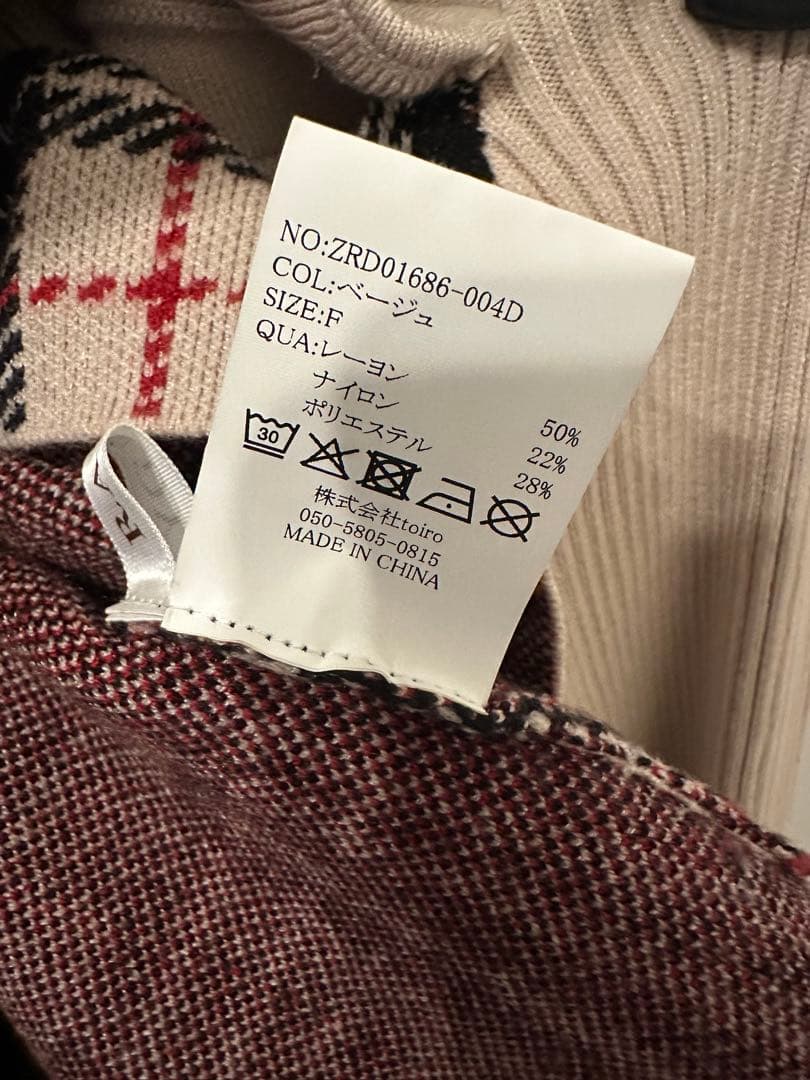 NO:ZRD01686-004D
COL:ベージュ
SIZE:F
QUA:レーヨン 50%
ナイロン 22%
ポリエステル 28%
30
株式会社toiro
050-5805-0815
MADE IN CHINA
RA